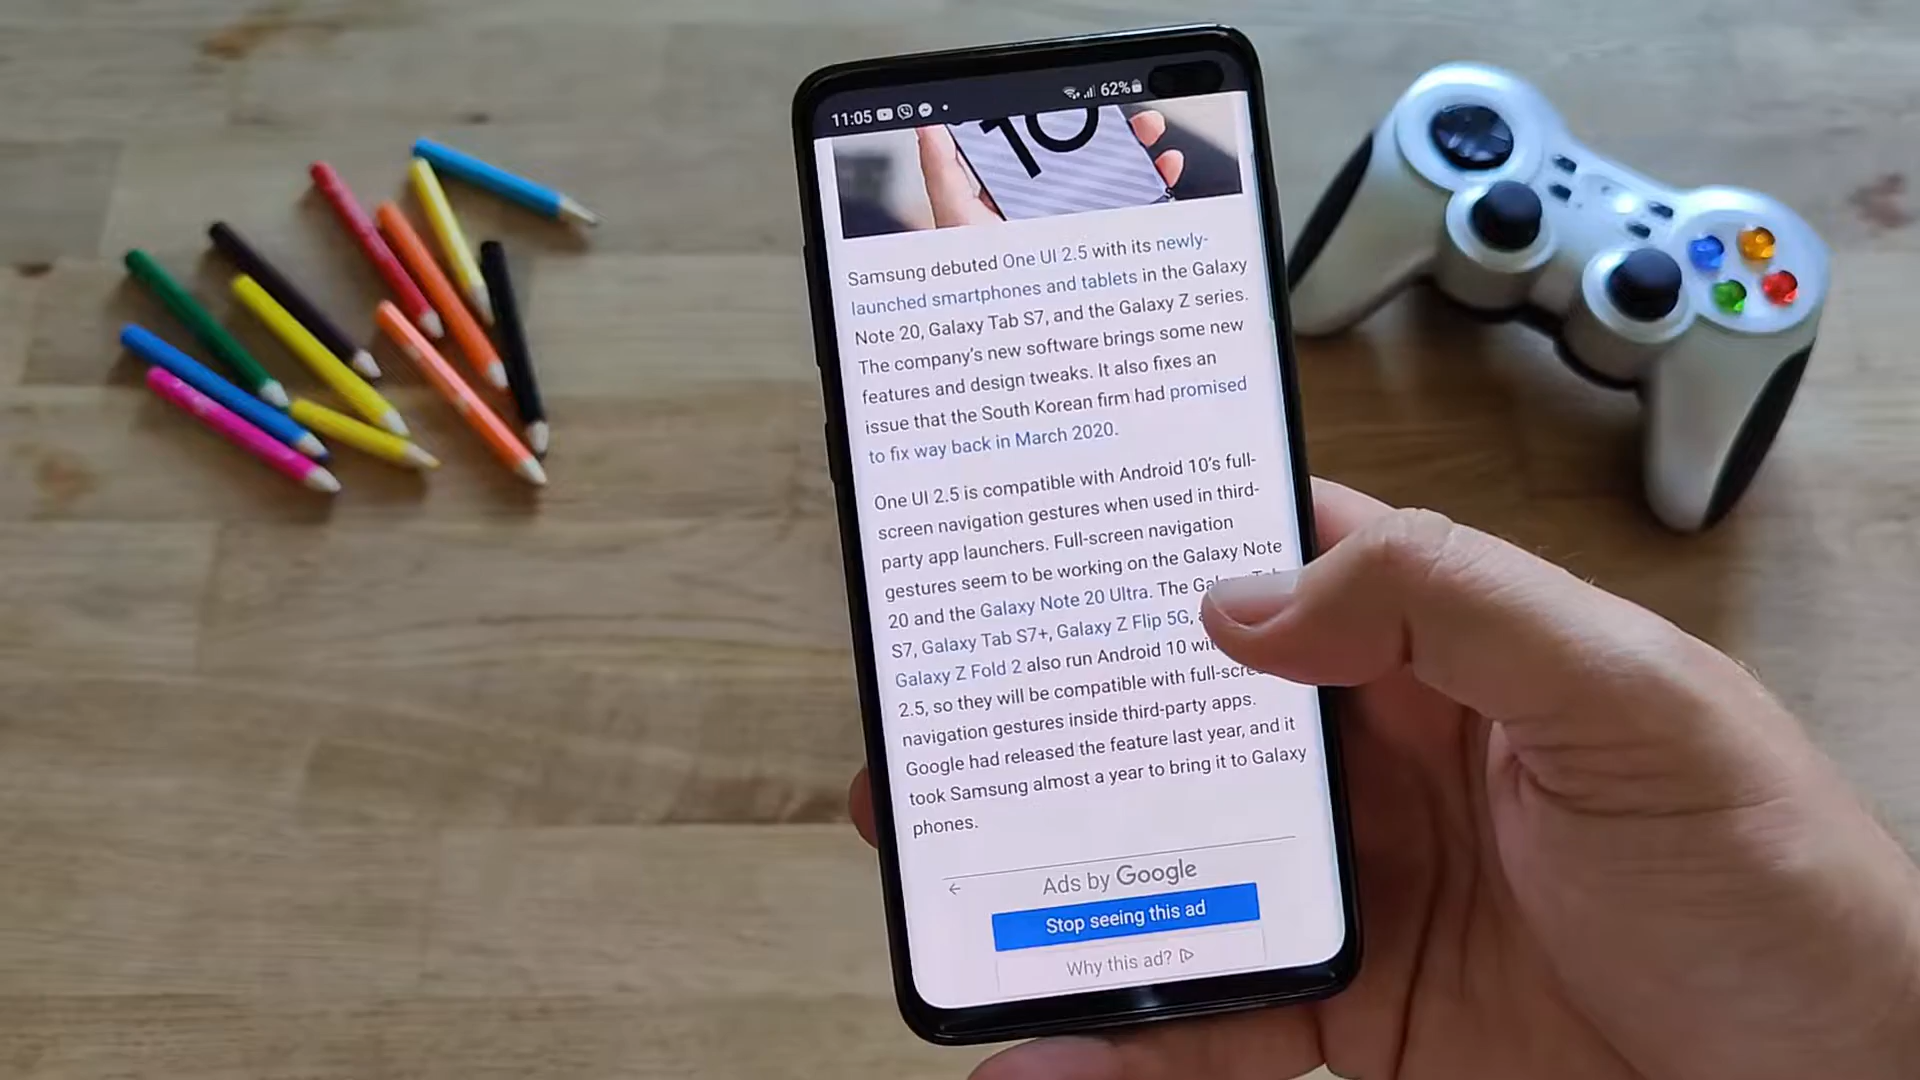 11:05
62%
10
Samsung debuted One UI 2.5 with its newly-
launched smartphones and tablets in the Galaxy
Note 20, Galaxy Tab S7, and the Galaxy Z series.
The company's new software brings some new
features and design tweaks. It also fixes an
issue that the South Korean firm had promised
to fix way back in March 2020.
One UI 2.5 is compatible with Android 10's full-
screen navigation gestures when used in third-
party app launchers. Full-screen navigation
gestures seem to be working on the Galaxy Note
20 and the Galaxy Note 20 Ultra. The
S7, Galaxy Tab S7+, Galaxy Z Flip 5G,
Galaxy Z Fold 2 also run Android 10
2.5, so they will be compatible with
navigation gestures inside third-party apps.
Google had released the feature last year, and it
took Samsung almost a year to bring it to Galaxy
phones.
Ads by Google
Stop seeing this ad
Why this ad?